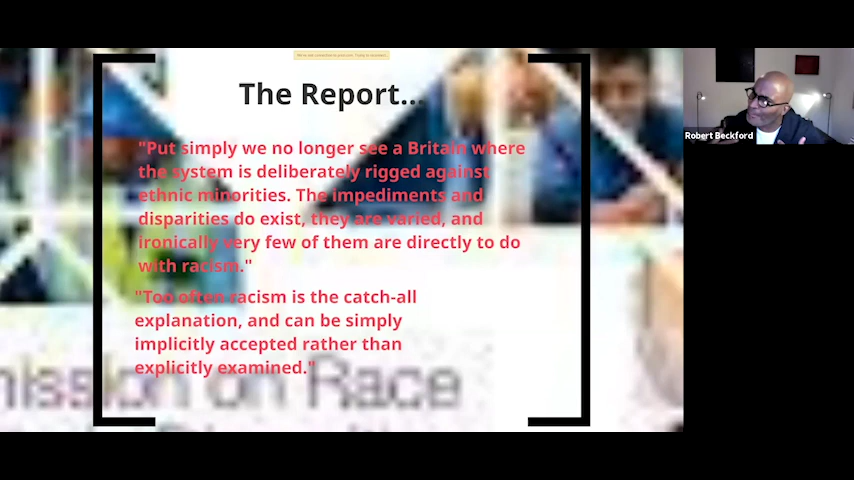 The Report...
"Put simply we no longer see a Britain where
the system is deliberately rigged against
ethnic minorities. The impediments and
disparities do exist, they are varied, and
ironically very few of them are directly to do
with racism."
"Too often racism is the catch-all
explanation, and can be simply
implicitly accepted rather than
explicitly examined."
mission on Race
Robert Beckford